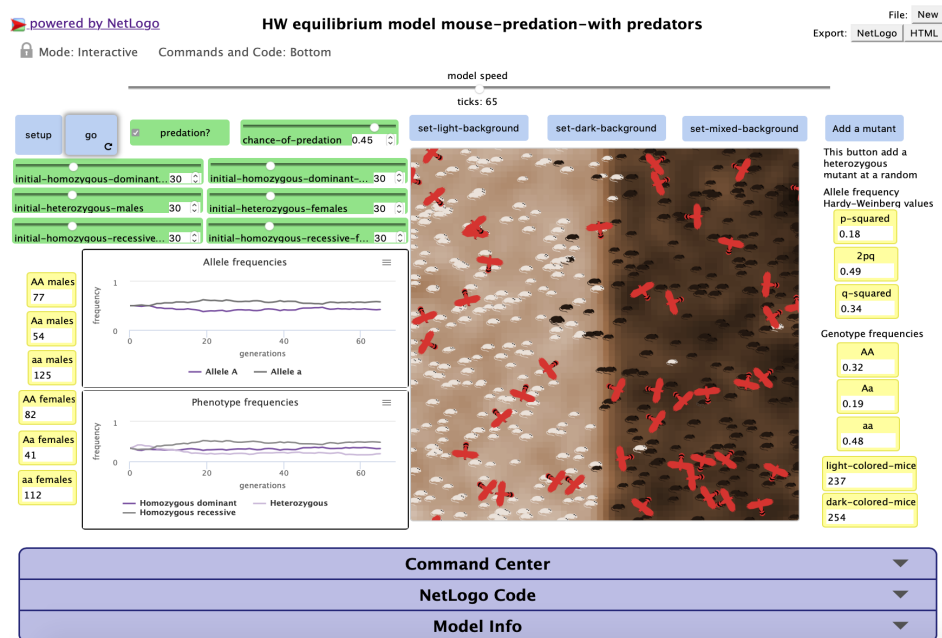 powered by NetLogo
HW equilibrium model mouse-predation-with predators
File: New
Export: NetLogo HTML
Mode: Interactive Commands and Code: Bottom
model speed
ticks: 65
setup
go
predation?
chance-of-predation 0.45
set-light-background
set-dark-background
set-mixed-background
Add a mutant
initial-homozygous-dominant... 30
initial-homozygous-dominant-... 30
initial-heterozygous-males 30
initial-heterozygous-females 30
initial-homozygous-recessive... 30
initial-homozygous-recessive-f... 30
This button add a
heterozygous
mutant at a random
Allele frequency
Hardy-Weinberg values
p-squared
0.18
2pq
0.49
q-squared
0.34
Genotype frequencies
AA
0.32
Aa
0.19
aa
0.48
light-colored-mice
237
dark-colored-mice
254
AA males
77
Aa males
54
aa males
125
AA females
82
Aa females
41
aa females
112
Allele frequencies
frequency
1
0
0 20 40 60
generations
Allele A Allele a
Phenotype frequencies
frequency
1
0
0 20 40 60
generations
Homozygous dominant Heterozygous
Homozygous recessive
Command Center
NetLogo Code
Model Info